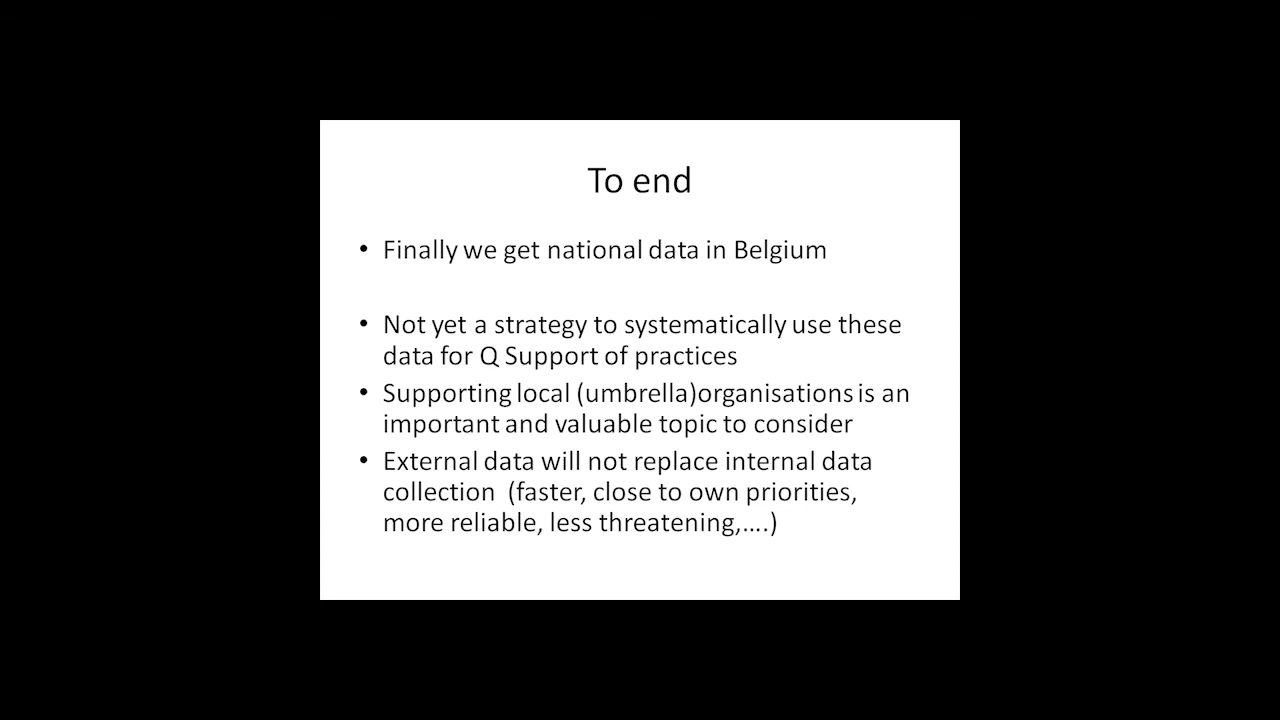 To end
• Finally we get national data in Belgium
• Not yet a strategy to systematically use these
data for Q Support of practices
• Supporting local (umbrella)organisations is an
important and valuable topic to consider
• External data will not replace internal data
collection  (faster, close to own priorities,
more reliable, less threatening,….)